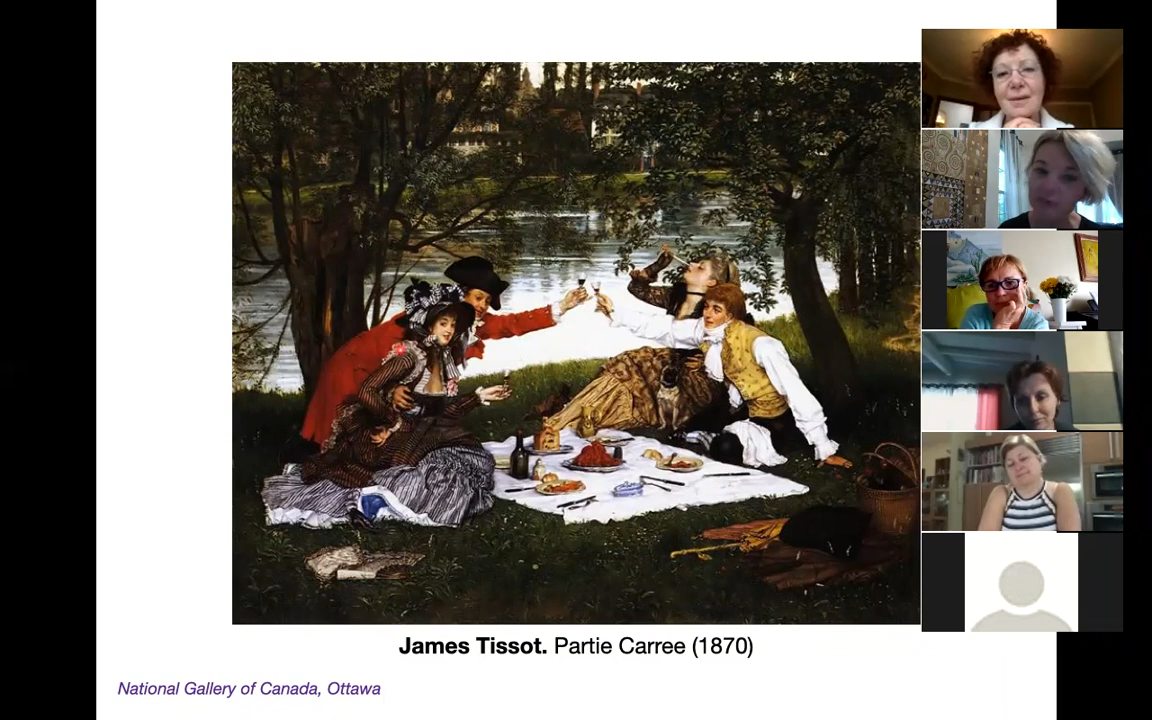 James Tissot. Partie Carree (1870)
National Gallery of Canada, Ottawa